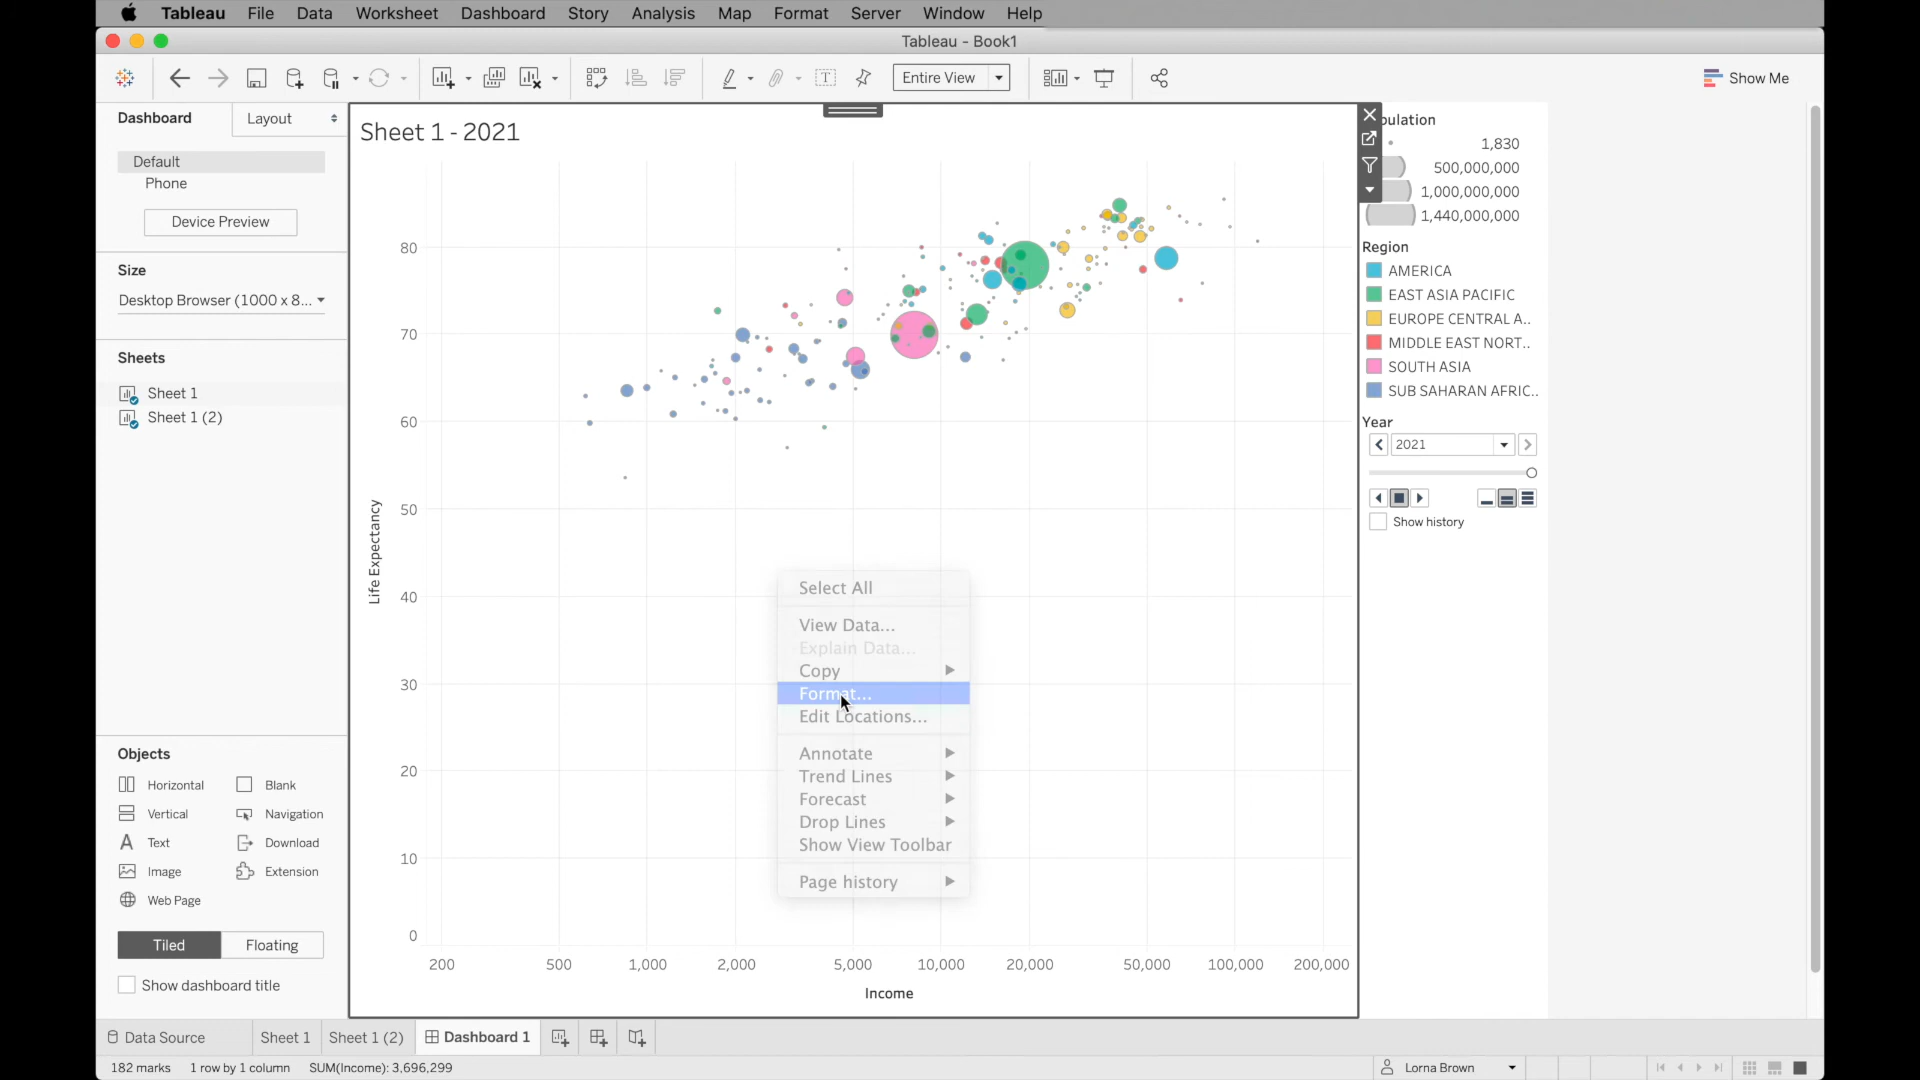 Tableau File Data Worksheet Dashboard Story Analysis Map Format Server Window Help
Tableau - Book1
Entire View
Show Me
Dashboard
Layout
Default
Phone
Device Preview
Size
Desktop Browser (1000 x 8...
Sheets
Sheet 1
Sheet 1 (2)
Objects
Horizontal
Blank
Vertical
Navigation
Text
Download
Image
Extension
Web Page
Tiled
Floating
Show dashboard title
Sheet 1 - 2021
Life Expectancy
80
70
60
50
40
30
20
10
0
200
500
1,000
2,000
5,000
10,000
20,000
50,000
100,000
200,000
Income
Select All
View Data...
Explain Data...
Copy
Format...
Edit Locations...
Annotate
Trend Lines
Forecast
Drop Lines
Show View Toolbar
Page history
ulation
1,830
500,000,000
1,000,000,000
1,440,000,000
Region
AMERICA
EAST ASIA PACIFIC
EUROPE CENTRAL A..
MIDDLE EAST NORT..
SOUTH ASIA
SUB SAHARAN AFRIC..
Year
2021
Show history
Data Source
Sheet 1
Sheet 1 (2)
Dashboard 1
182 marks
1 row by 1 column
SUM(Income): 3,696,299
Lorna Brown